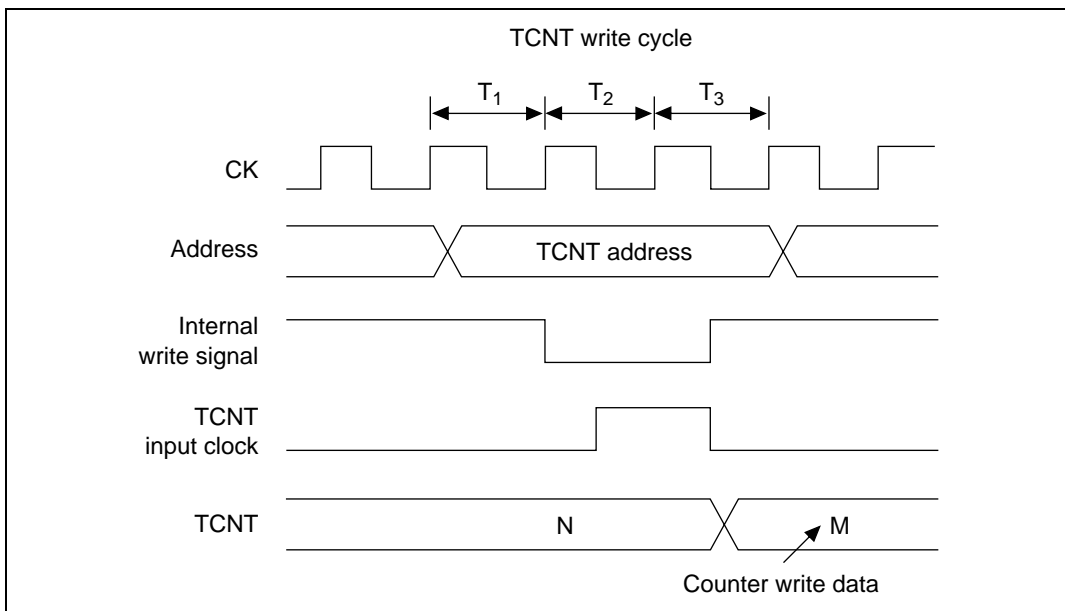 TCNT write cycle
T1 T2 T3
CK
Address
TCNT address
Internal
write signal
TCNT
input clock
TCNT
N
M
Counter write data